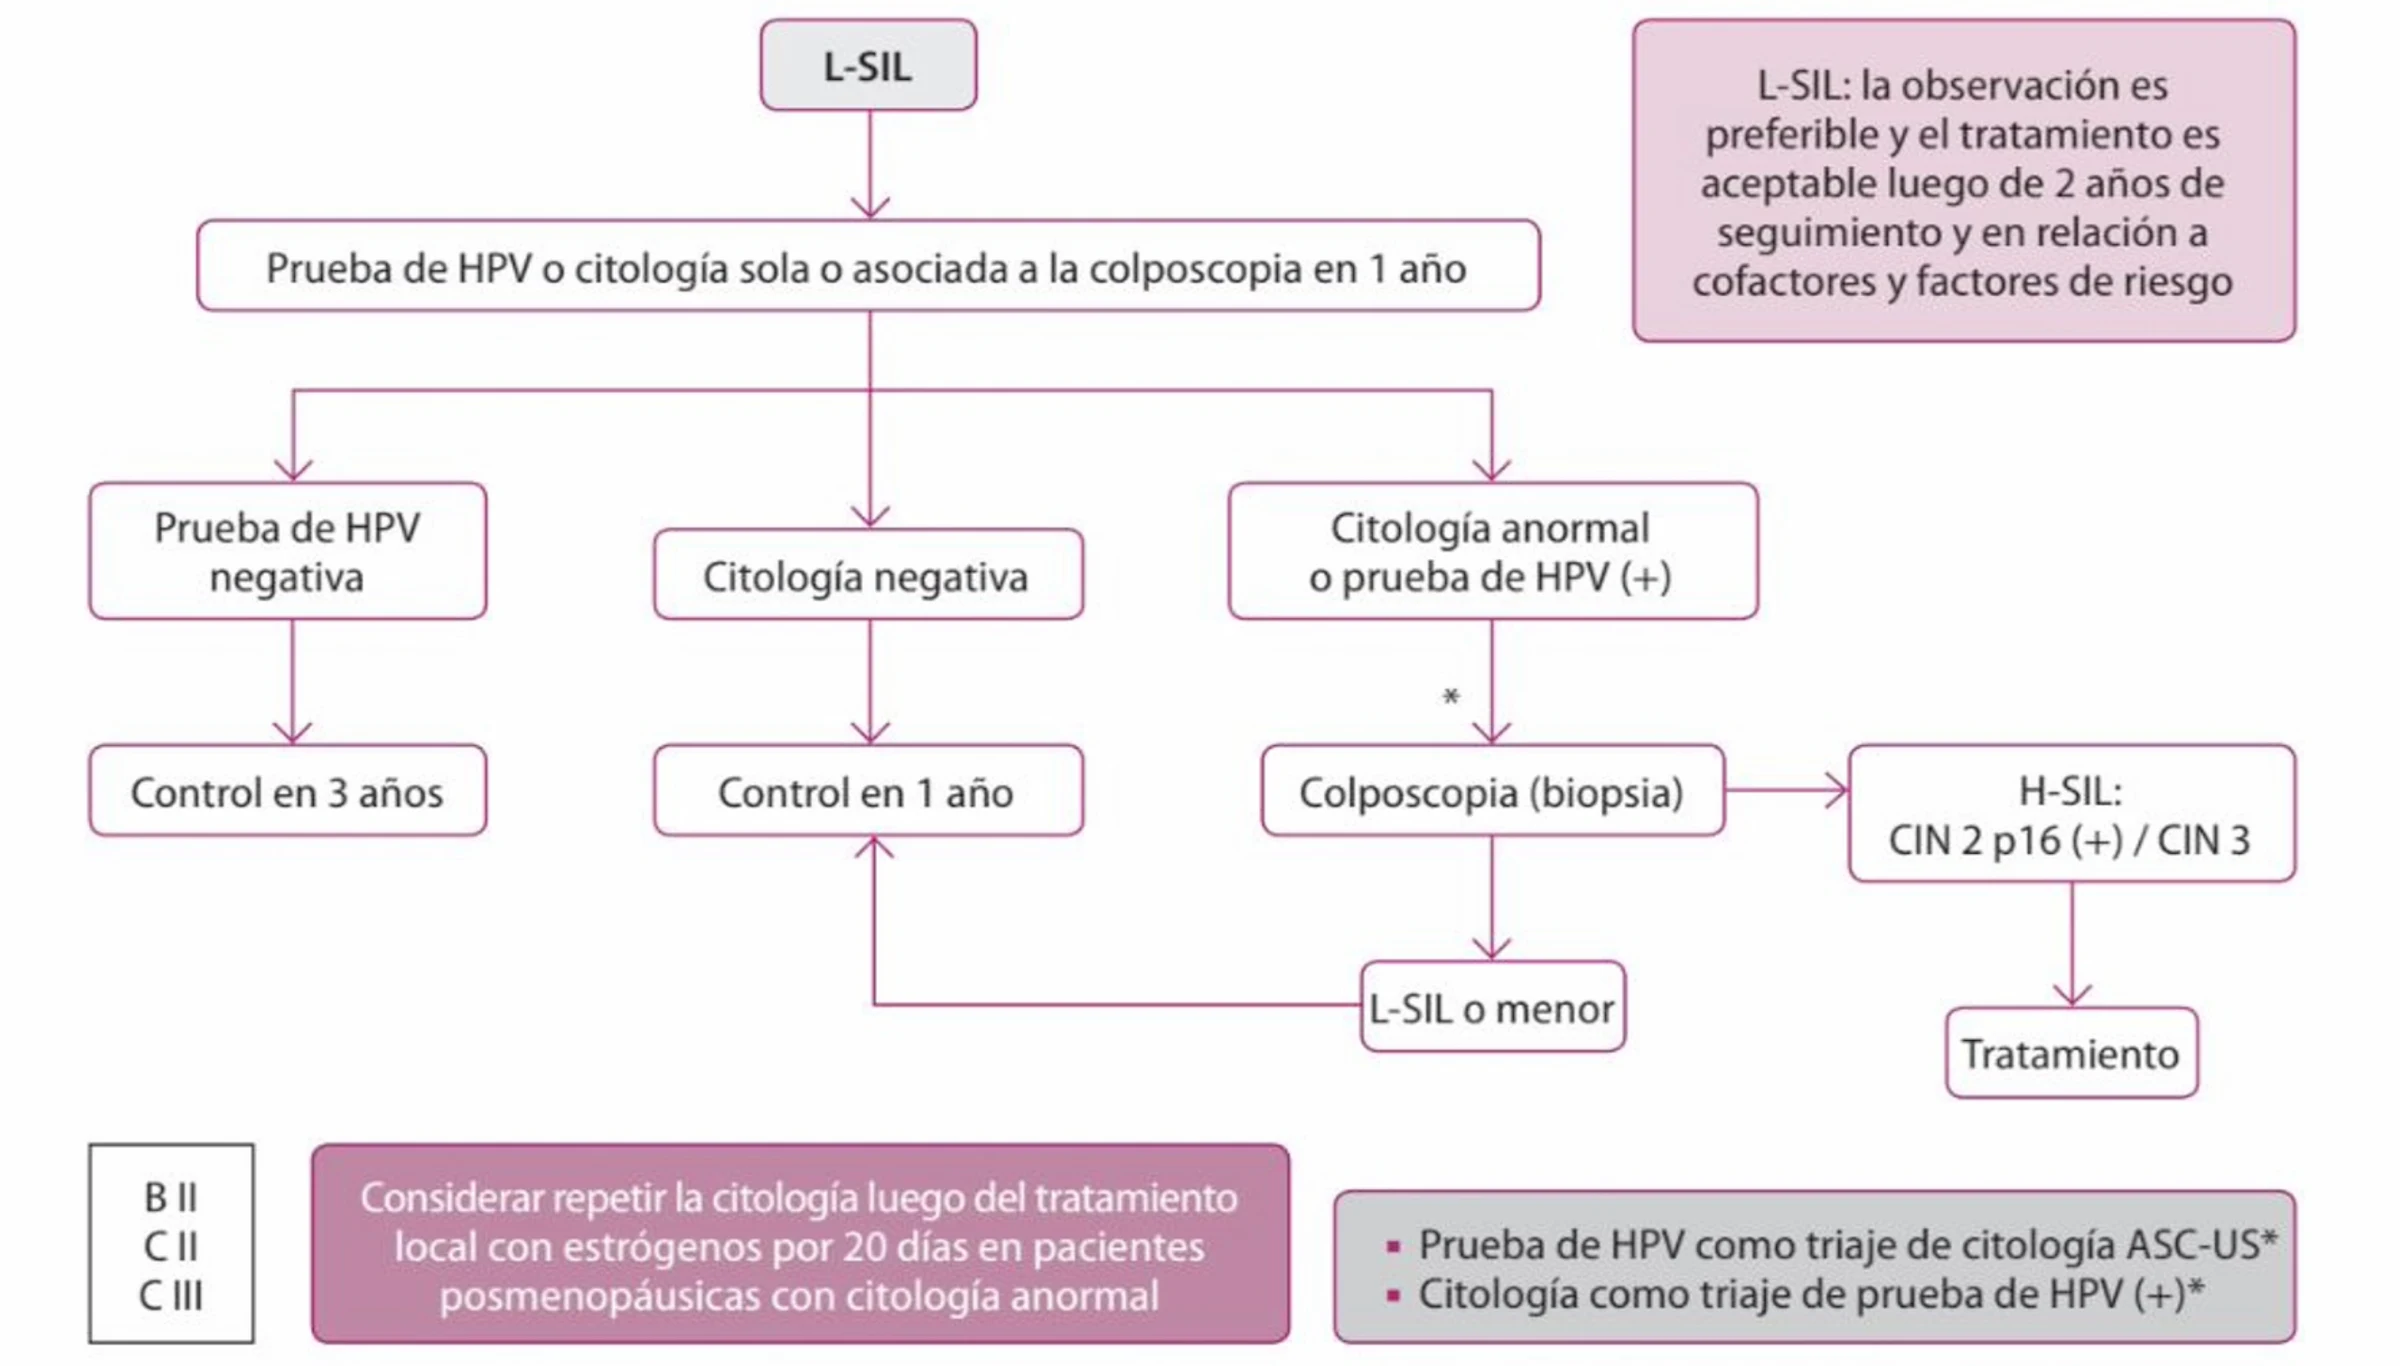 L-SIL
L-SIL: la observación es
preferible y el tratamiento es
aceptable luego de 2 años de
seguimiento y en relación a
cofactores y factores de riesgo
Prueba de HPV o citología sola o asociada a la colposcopia en 1 año
Prueba de HPV
negativa
Citología negativa
Citología anormal
o prueba de HPV (+)
*
Control en 3 años
Control en 1 año
Colposcopia (biopsia)
H-SIL:
CIN 2 p16 (+) / CIN 3
L-SIL o menor
Tratamiento
B II
C II
C III
Considerar repetir la citología luego del tratamiento
local con estrógenos por 20 días en pacientes
posmenopáusicas con citología anormal
▪ Prueba de HPV como triaje de citología ASC-US*
▪ Citología como triaje de prueba de HPV (+)*